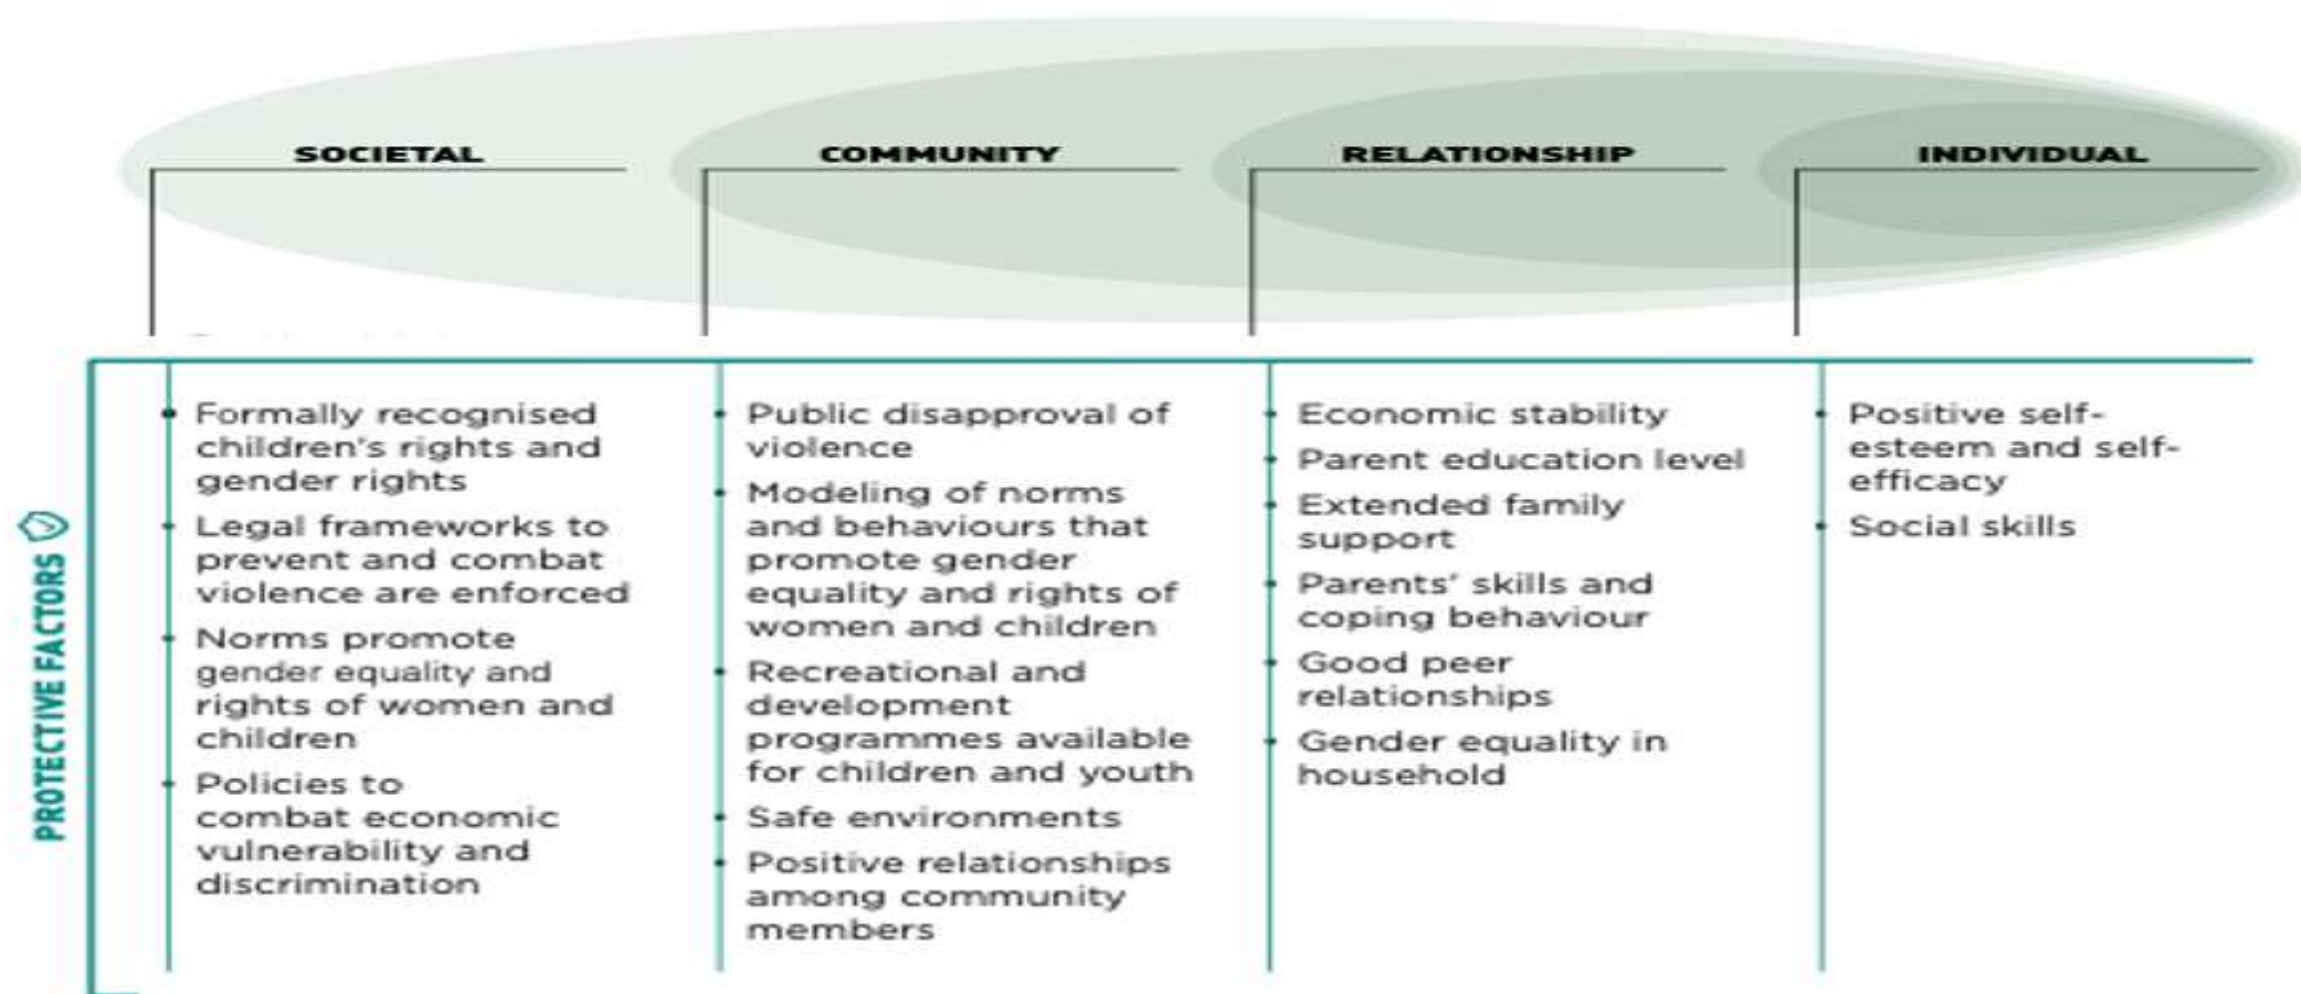 SOCIETAL
COMMUNITY
RELATIONSHIP
INDIVIDUAL
PROTECTIVE FACTORS
• Formally recognised
children's rights and
gender rights
• Legal frameworks to
prevent and combat
violence are enforced
• Norms promote
gender equality and
rights of women and
children
• Policies to
combat economic
vulnerability and
discrimination
• Public disapproval of
violence
• Modeling of norms
and behaviours that
promote gender
equality and rights of
women and children
• Recreational and
development
programmes available
for children and youth
• Safe environments
• Positive relationships
among community
members
• Economic stability
• Parent education level
• Extended family
support
• Parents' skills and
coping behaviour
• Good peer
relationships
• Gender equality in
household
• Positive self-
esteem and self-
efficacy
• Social skills